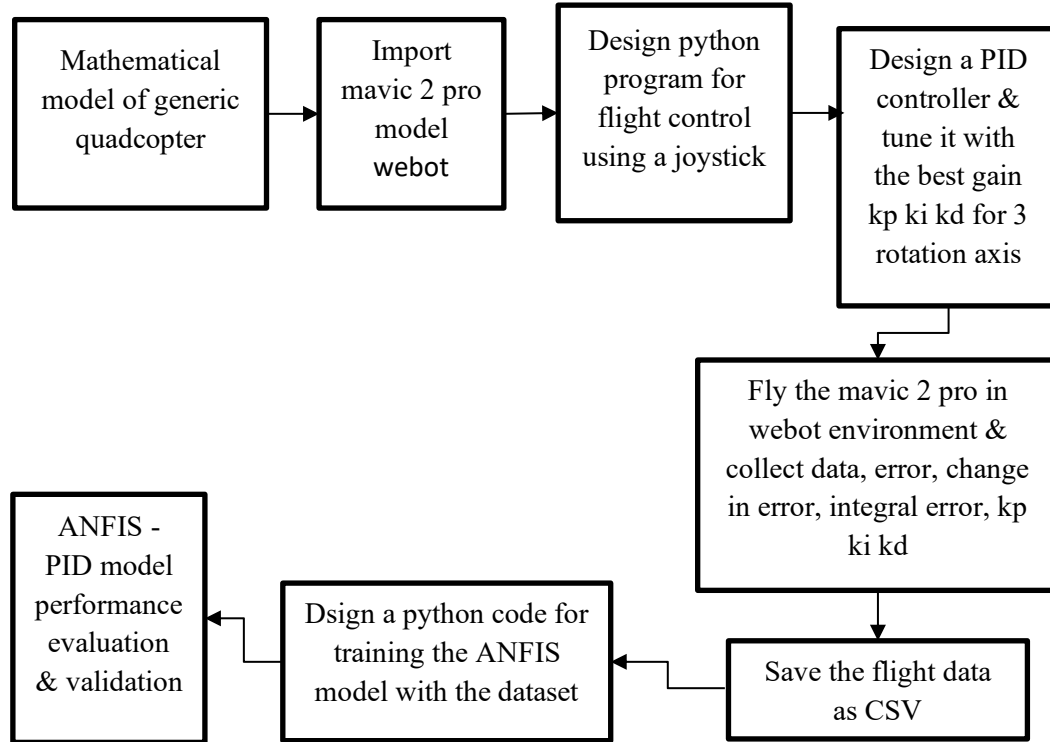 Mathematical
model of generic
quadcopter
Import
mavic 2 pro
model
webot
Design python
program for
flight control
using a joystick
Design a PID
controller &
tune it with
the best gain
kp ki kd for 3
rotation axis
Fly the mavic 2 pro in
webot environment &
collect data, error, change
in error, integral error, kp
ki kd
Save the flight data
as CSV
Dsign a python code for
training the ANFIS
model with the dataset
ANFIS -
PID model
performance
evaluation
& validation